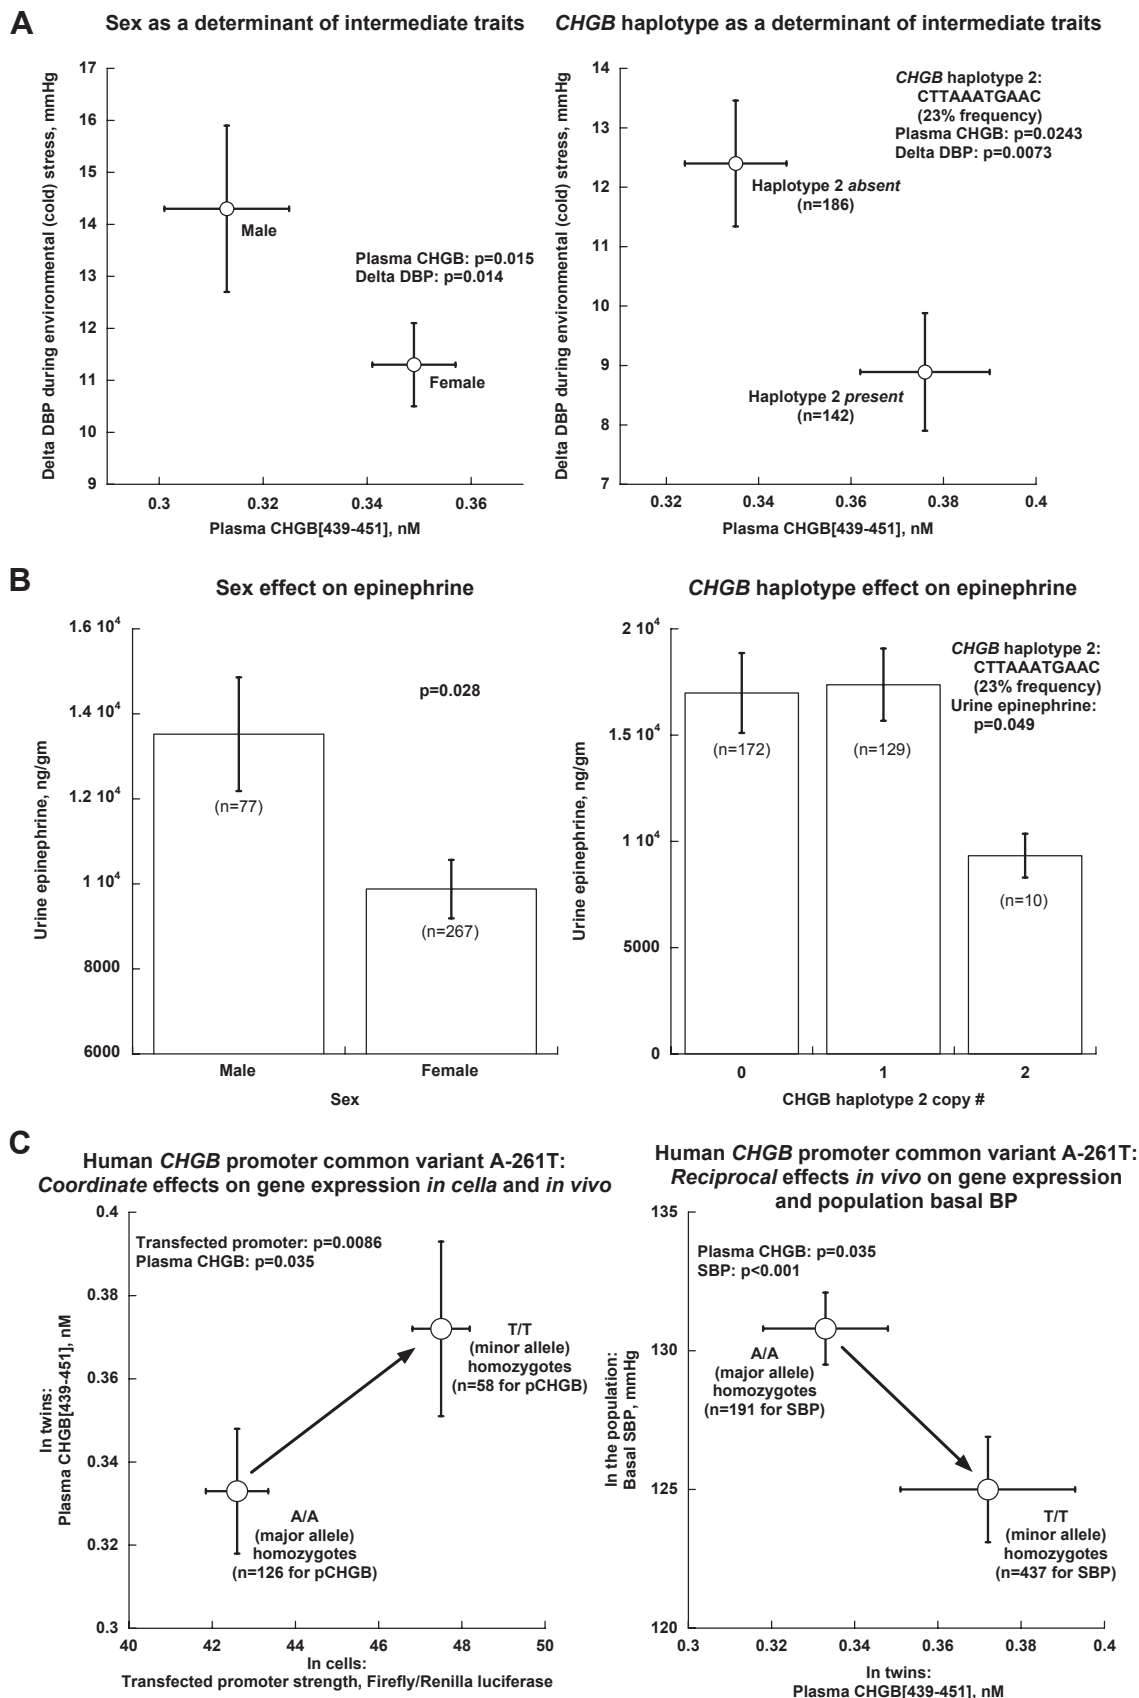 A
Sex as a determinant of intermediate traits
Delta DBP during environmental (cold) stress, mmHg
17
16
15
14
13
12
11
10
9
Male
Plasma CHGB: p=0.015
Delta DBP: p=0.014
Female
0.3
0.32
0.34
0.36
Plasma CHGB[439-451], nM
CHGB haplotype as a determinant of intermediate traits
Delta DBP during environmental (cold) stress, mmHg
14
13
12
11
10
9
8
7
CHGB haplotype 2:
CTTAAATGAAC
(23% frequency)
Plasma CHGB: p=0.0243
Delta DBP: p=0.0073
Haplotype 2 absent
(n=186)
Haplotype 2 present
(n=142)
0.32
0.34
0.36
0.38
0.4
Plasma CHGB[439-451], nM
B
Sex effect on epinephrine
Urine epinephrine, ng/gm
1.6 10⁴
1.4 10⁴
1.2 10⁴
1 10⁴
8000
6000
p=0.028
(n=77)
(n=267)
Male
Female
Sex
CHGB haplotype effect on epinephrine
Urine epinephrine, ng/gm
2 10⁴
1.5 10⁴
1 10⁴
5000
0
CHGB haplotype 2:
CTTAAATGAAC
(23% frequency)
Urine epinephrine:
p=0.049
(n=172)
(n=129)
(n=10)
0
1
2
CHGB haplotype 2 copy #
C
Human CHGB promoter common variant A-261T:
Coordinate effects on gene expression in cella and in vivo
In twins:
Plasma CHGB[439-451], nM
0.4
0.38
0.36
0.34
0.32
0.3
Transfected promoter: p=0.0086
Plasma CHGB: p=0.035
T/T
(minor allele)
homozygotes
(n=58 for pCHGB)
A/A
(major allele)
homozygotes
(n=126 for pCHGB)
40
42
44
46
48
50
In cells:
Transfected promoter strength, Firefly/Renilla luciferase
Human CHGB promoter common variant A-261T:
Reciprocal effects in vivo on gene expression
and population basal BP
In the population:
Basal SBP, mmHg
135
130
125
120
Plasma CHGB: p=0.035
SBP: p<0.001
A/A
(major allele)
homozygotes
(n=191 for SBP)
T/T
(minor allele)
homozygotes
(n=437 for SBP)
0.3
0.32
0.34
0.36
0.38
0.4
In twins:
Plasma CHGB[439-451], nM